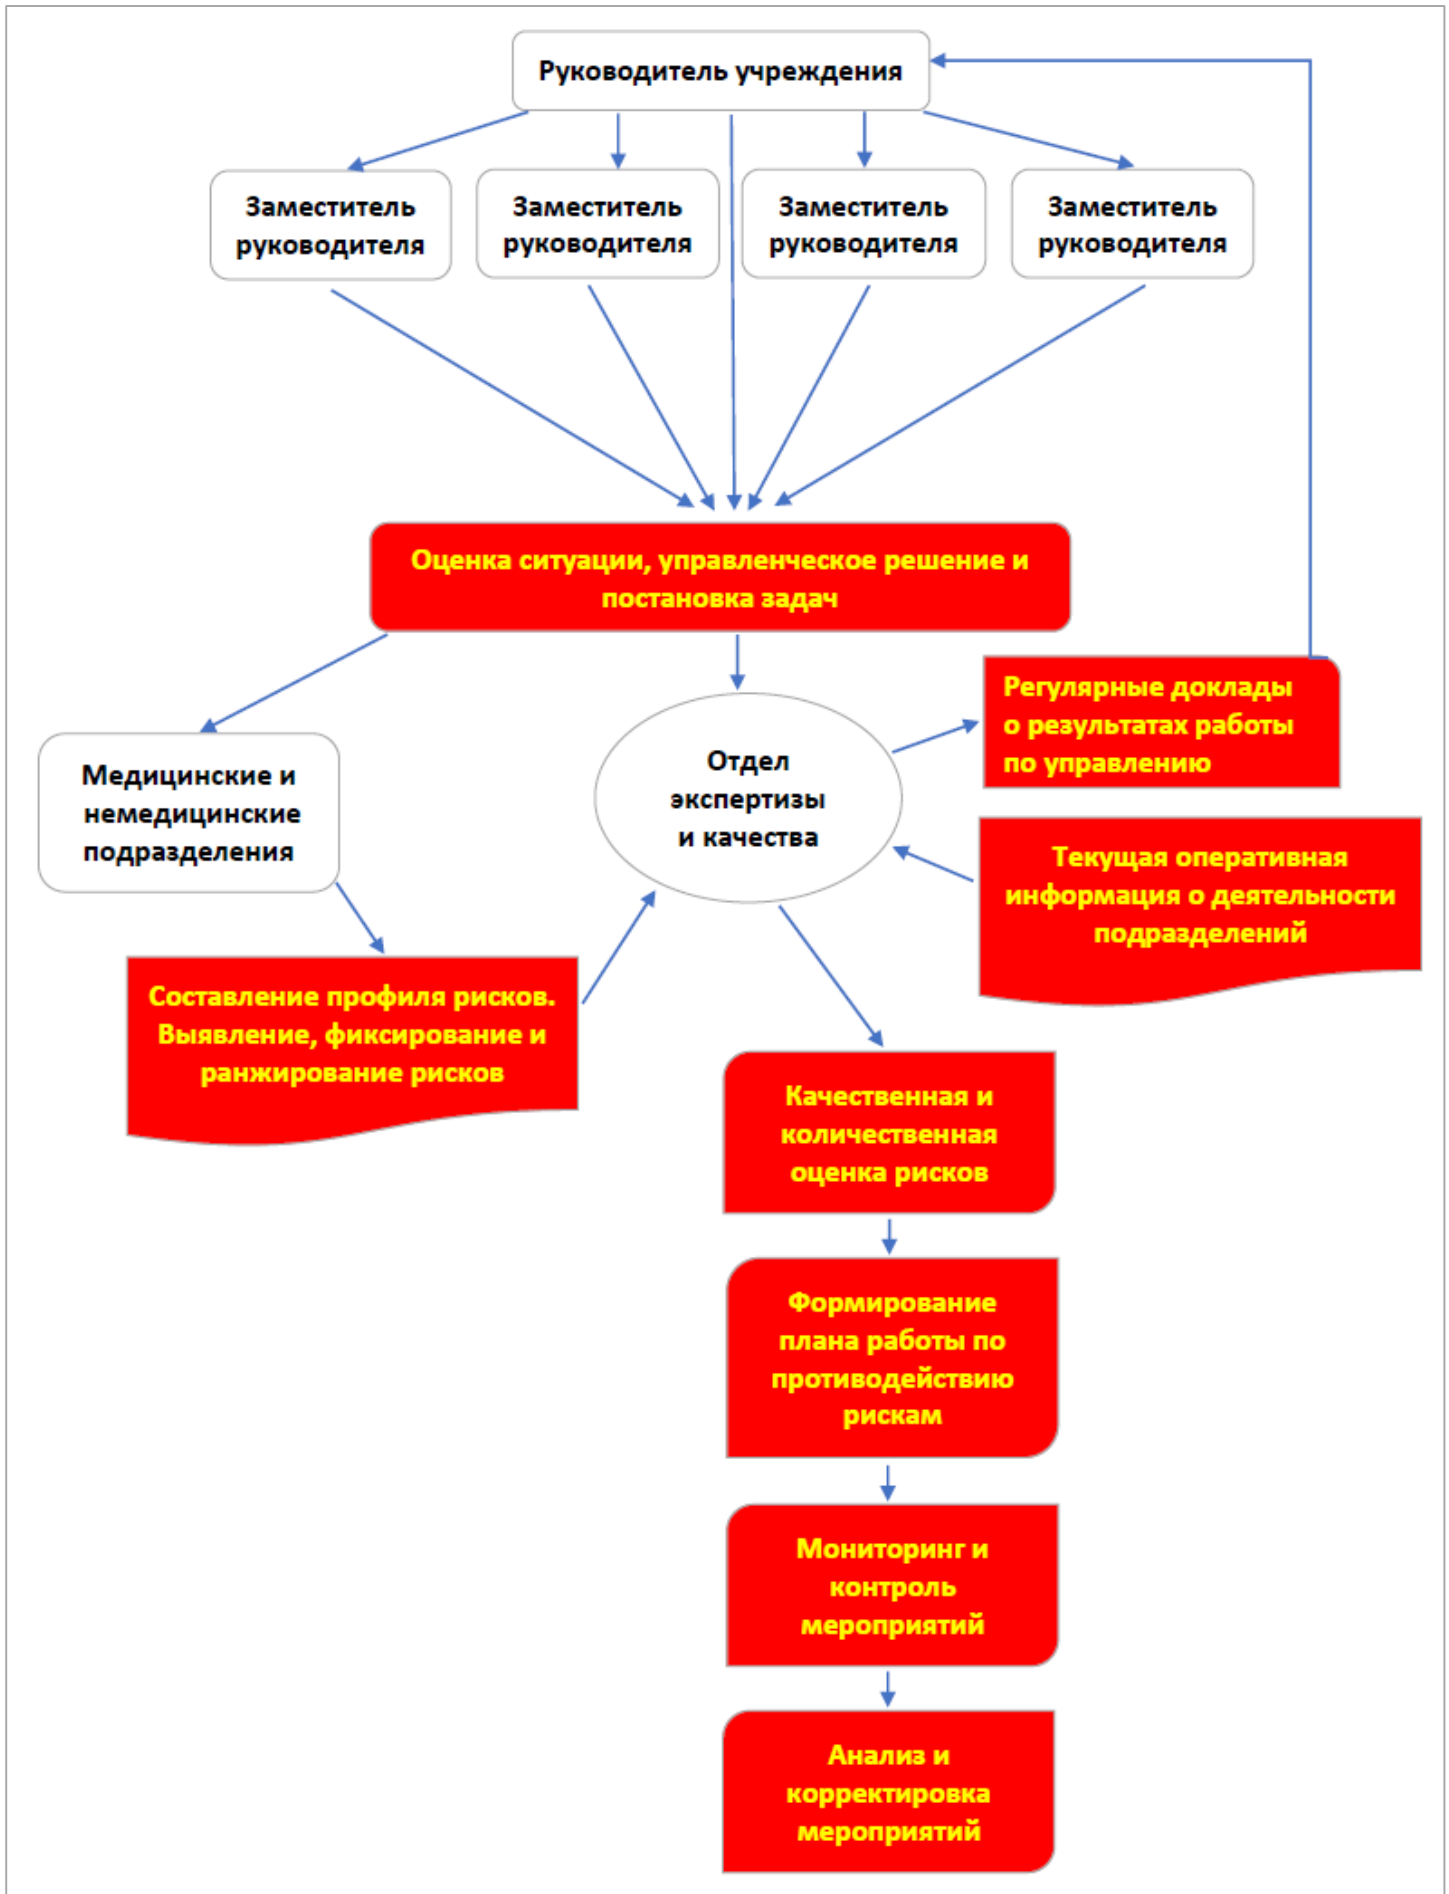 Руководитель учреждения
Заместитель
руководителя
Заместитель
руководителя
Заместитель
руководителя
Заместитель
руководителя
Оценка ситуации, управленческое решение и
постановка задач
Медицинские и
немедицинские
подразделения
Отдел
экспертизы
и качества
Регулярные доклады
о результатах работы
по управлению
Текущая оперативная
информация о деятельности
подразделений
Составление профиля рисков.
Выявление, фиксирование и
ранжирование рисков
Качественная и
количественная
оценка рисков
Формирование
плана работы по
противодействию
рискам
Мониторинг и
контроль
мероприятий
Анализ и
корректировка
мероприятий